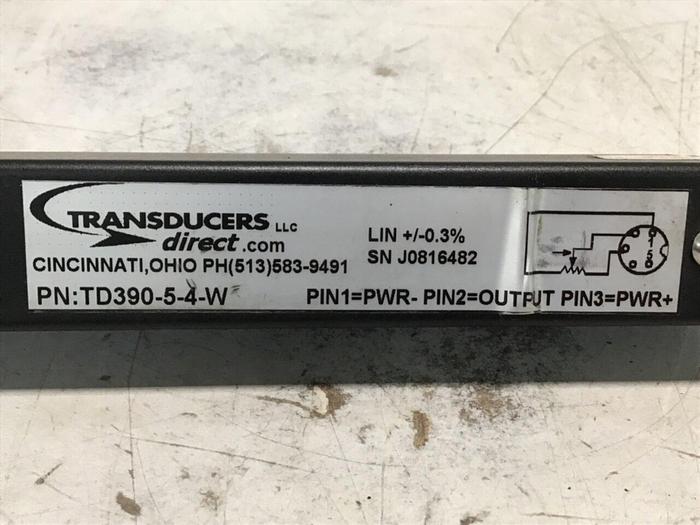 TRANSDUCERS LLC
direct.com
CINCINNATI,OHIO PH(513)583-9491
PN:TD390-5-4-W
LIN +/-0.3%
SN J0816482
PIN1=PWR- PIN2=OUTPUT PIN3=PWR+